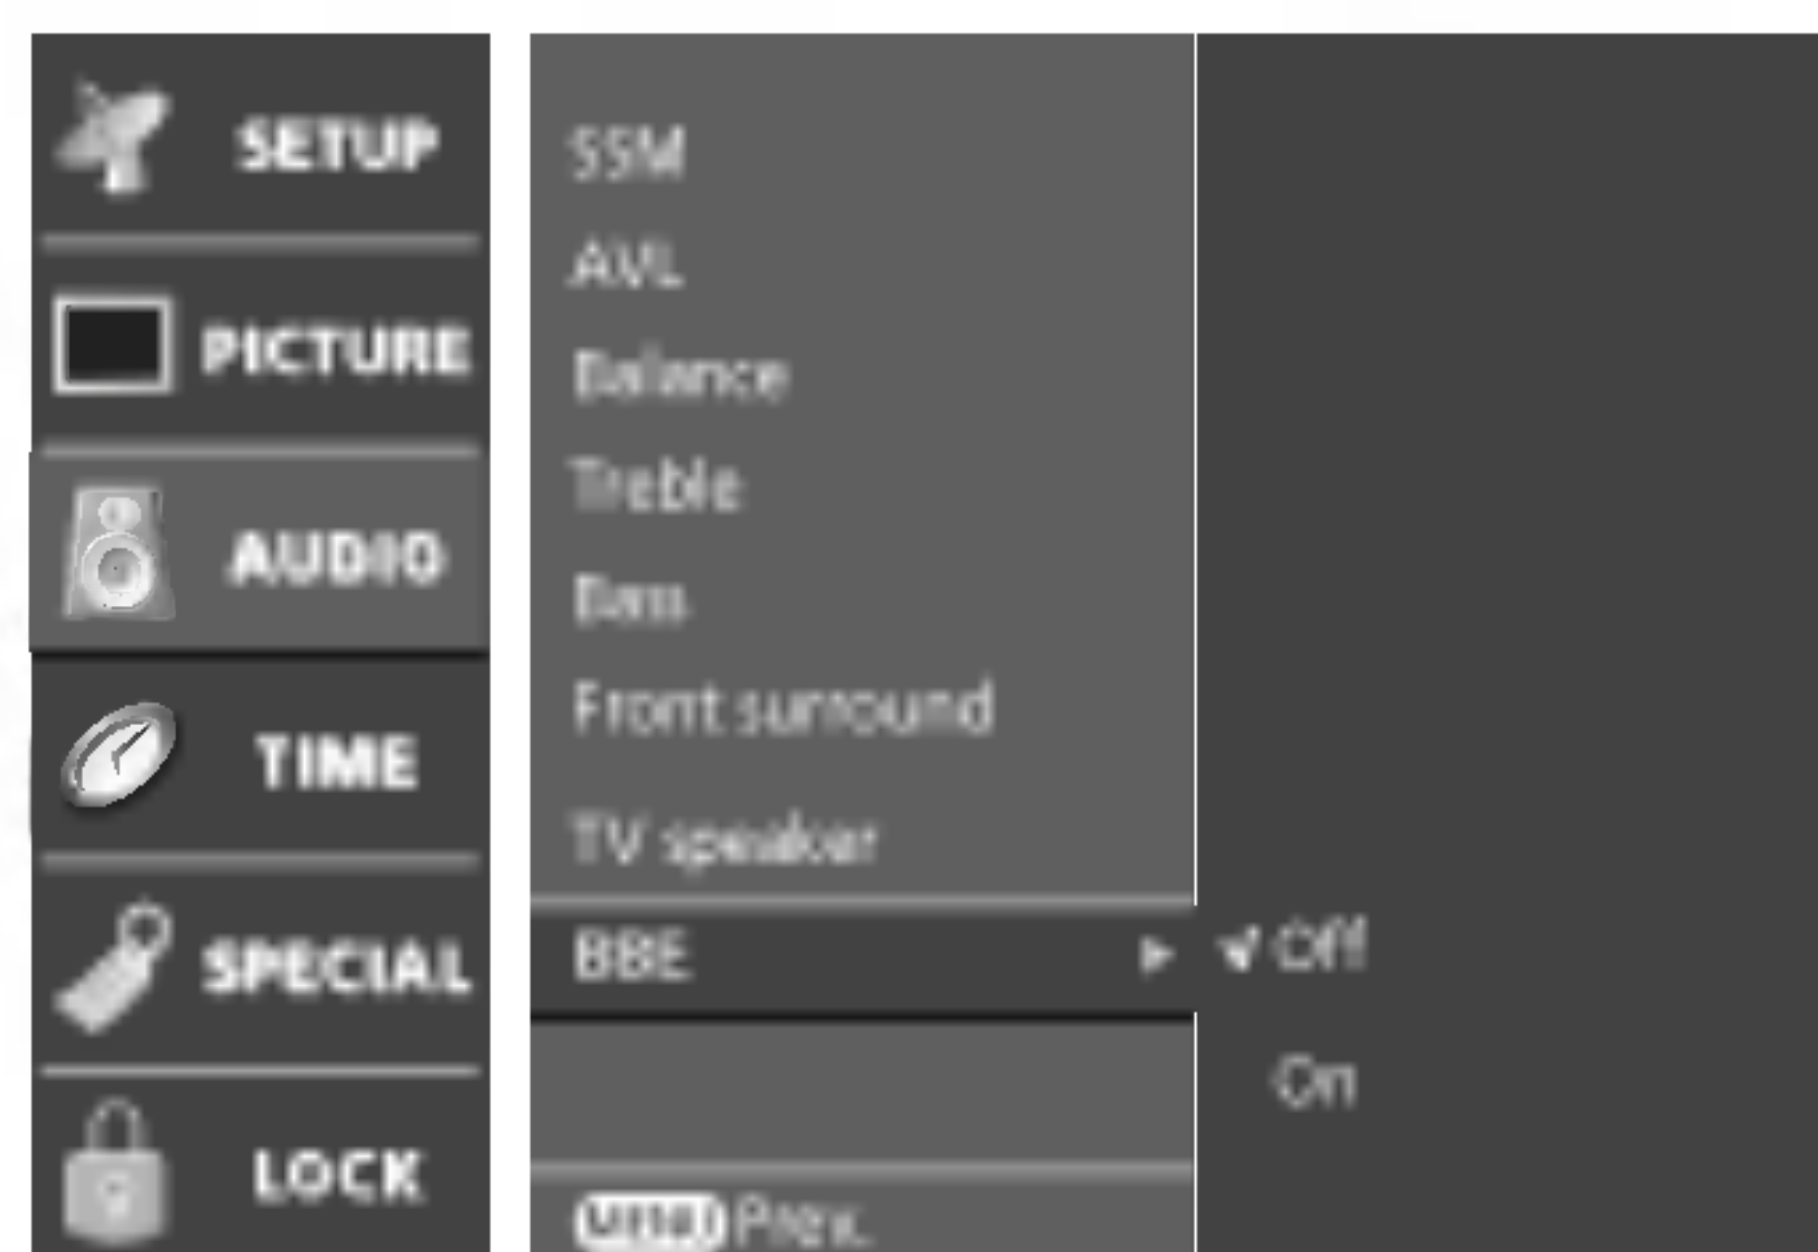 SETUP
PICTURE
AUDIO
TIME
SPECIAL
LOCK
SSM
AVL
Balance
Treble
Bass
Front surround
TV speaker
BBE
Off
On
MENU Prev.